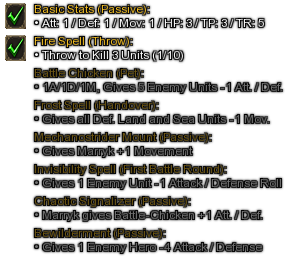 Basic Stats (Passive):
• Att: 1 / Def: 1 / Mov: 1 / HP: 3 / TP: 3 / TR: 5
Fire Spell (Throw):
• Throw to Kill 3 Units (1/10)
Battle Chicken (Pet):
• 1A/1D/1M, Gives 5 Enemy Units -1 Att. / Def.
Frost Spell (Handover):
• Gives all Def. Land and Sea Units -1 Mov.
Mechanostrider Mount (Passive):
• Gives Marryk +1 Movement
Invisibility Spell (First Battle Round):
• Gives 1 Enemy Unit -1 Attack / Defense Roll
Chaotic Signalizer (Passive):
• Marryk gives Battle-Chicken +1 Att. / Def.
Bewilderment (Passive):
• Gives 1 Enemy Hero -4 Attack / Defense